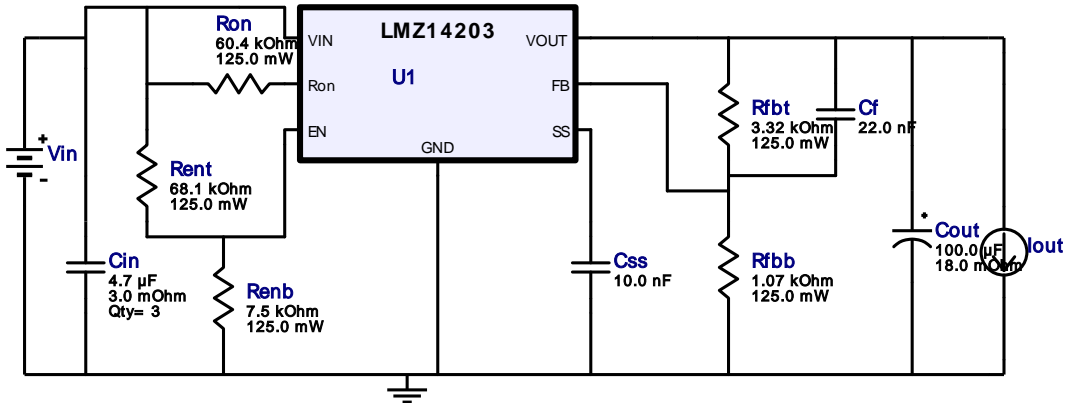 LMZ14203
U1
VIN
Ron
EN
GND
VOUT
FB
SS
Ron
60.4 kOhm
125.0 mW
+
Vin
-
Rent
68.1 kOhm
125.0 mW
Cin
4.7 µF
3.0 mOhm
Qty= 3
Renb
7.5 kOhm
125.0 mW
Css
10.0 nF
Rfbt
3.32 kOhm
125.0 mW
Cf
22.0 nF
Rfbb
1.07 kOhm
125.0 mW
+
Cout
100.0 µF
18.0 mOhm
Iout